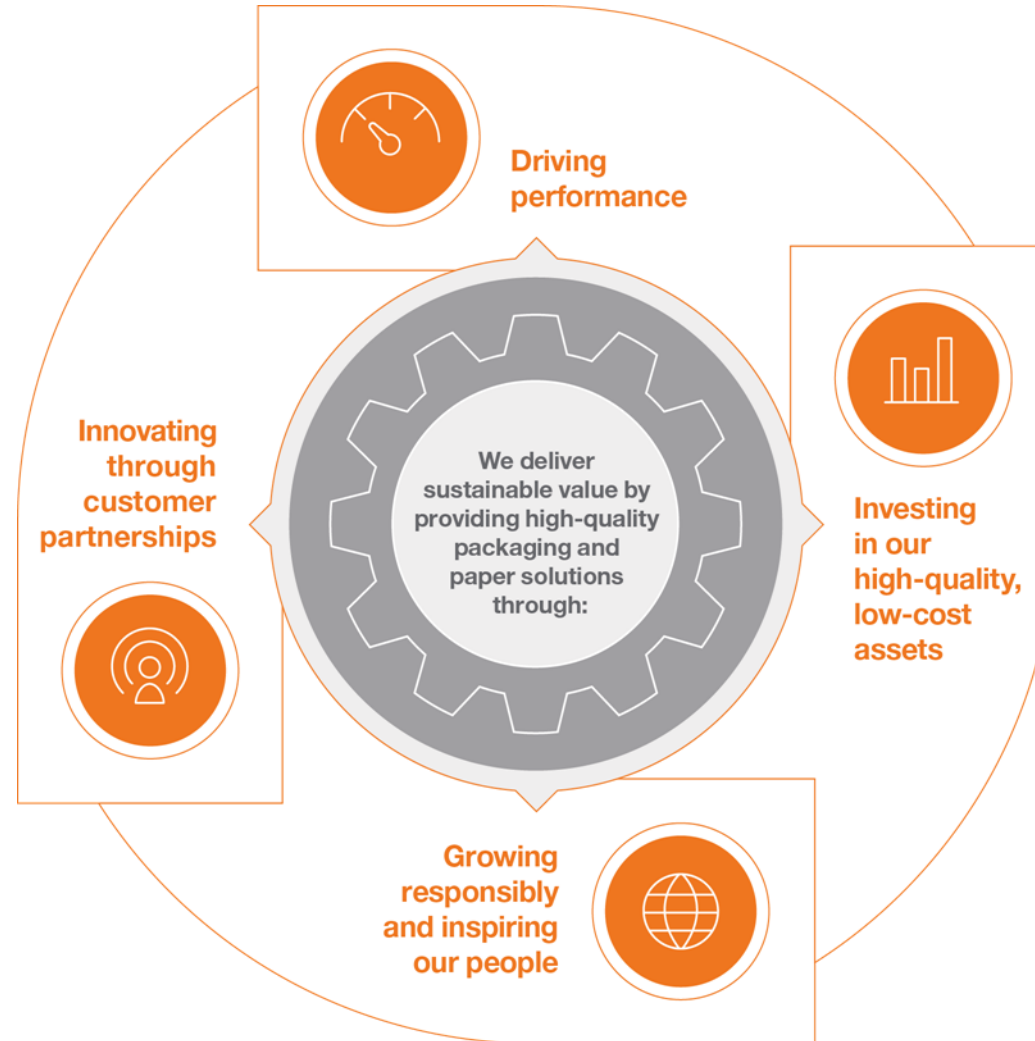 Driving
performance
We deliver
sustainable value by
providing high-quality
packaging and
paper solutions
through:
Investing
in our
high-quality,
low-cost
assets
Growing
responsibly
and inspiring
our people
Innovating
through
customer
partnerships